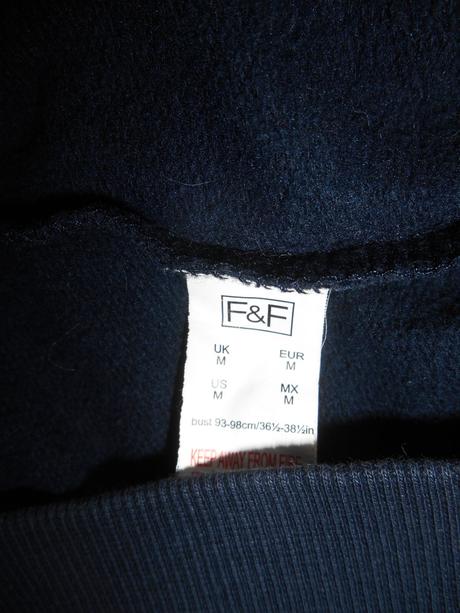 F&F
UK EUR
M M
US MX
M M
bust 93-98cm/36½-38½in
KEEP AWAY FROM FIRE